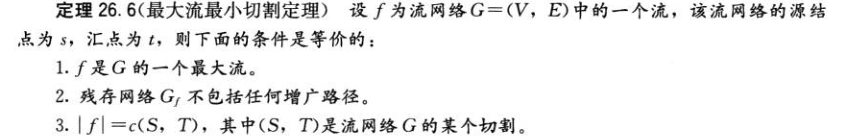 定理 26.6(最大流最小切割定理) 设 f 为流网络 G=(V, E)中的一个流，该流网络的源结
点为 s，汇点为 t，则下面的条件是等价的：
1. f 是 G 的一个最大流。
2. 残存网络 G_f 不包括任何增广路径。
3. |f|=c(S, T)，其中(S, T)是流网络 G 的某个切割。